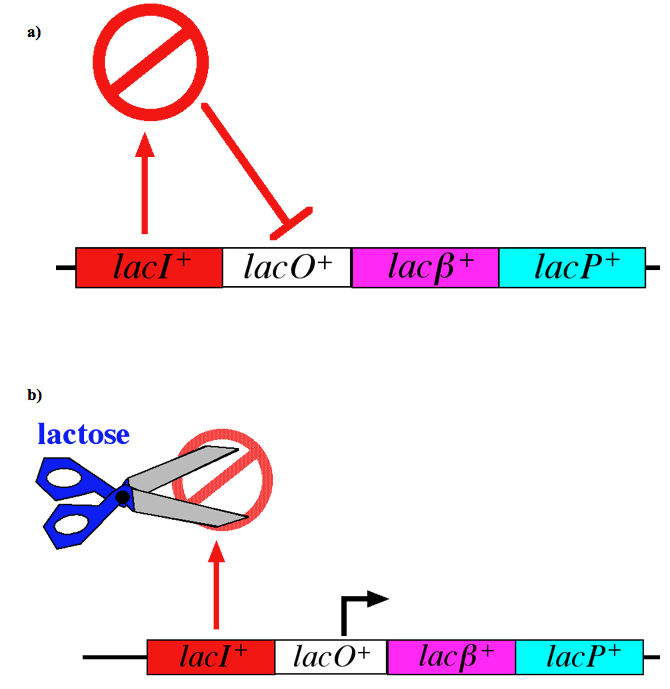 a)
lacI+ lacO+ lacβ+ lacP+
b)
lactose
lacI+ lacO+ lacβ+ lacP+